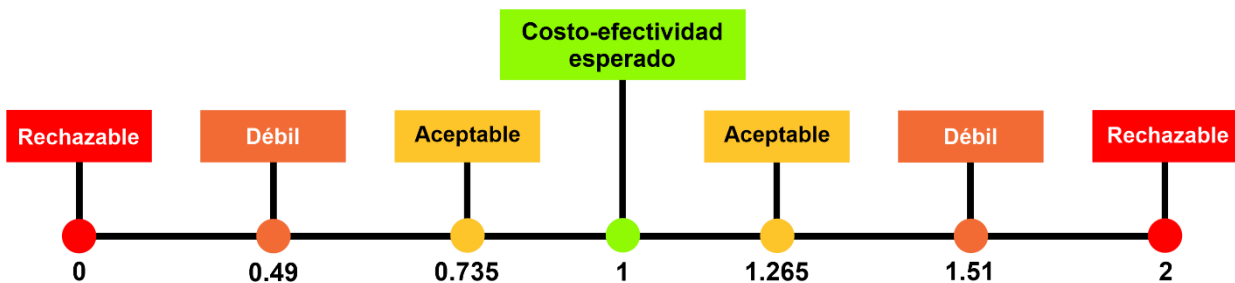 Costo-efectividad
esperado
Rechazable
Débil
Aceptable
Aceptable
Débil
Rechazable
0
0.49
0.735
1
1.265
1.51
2